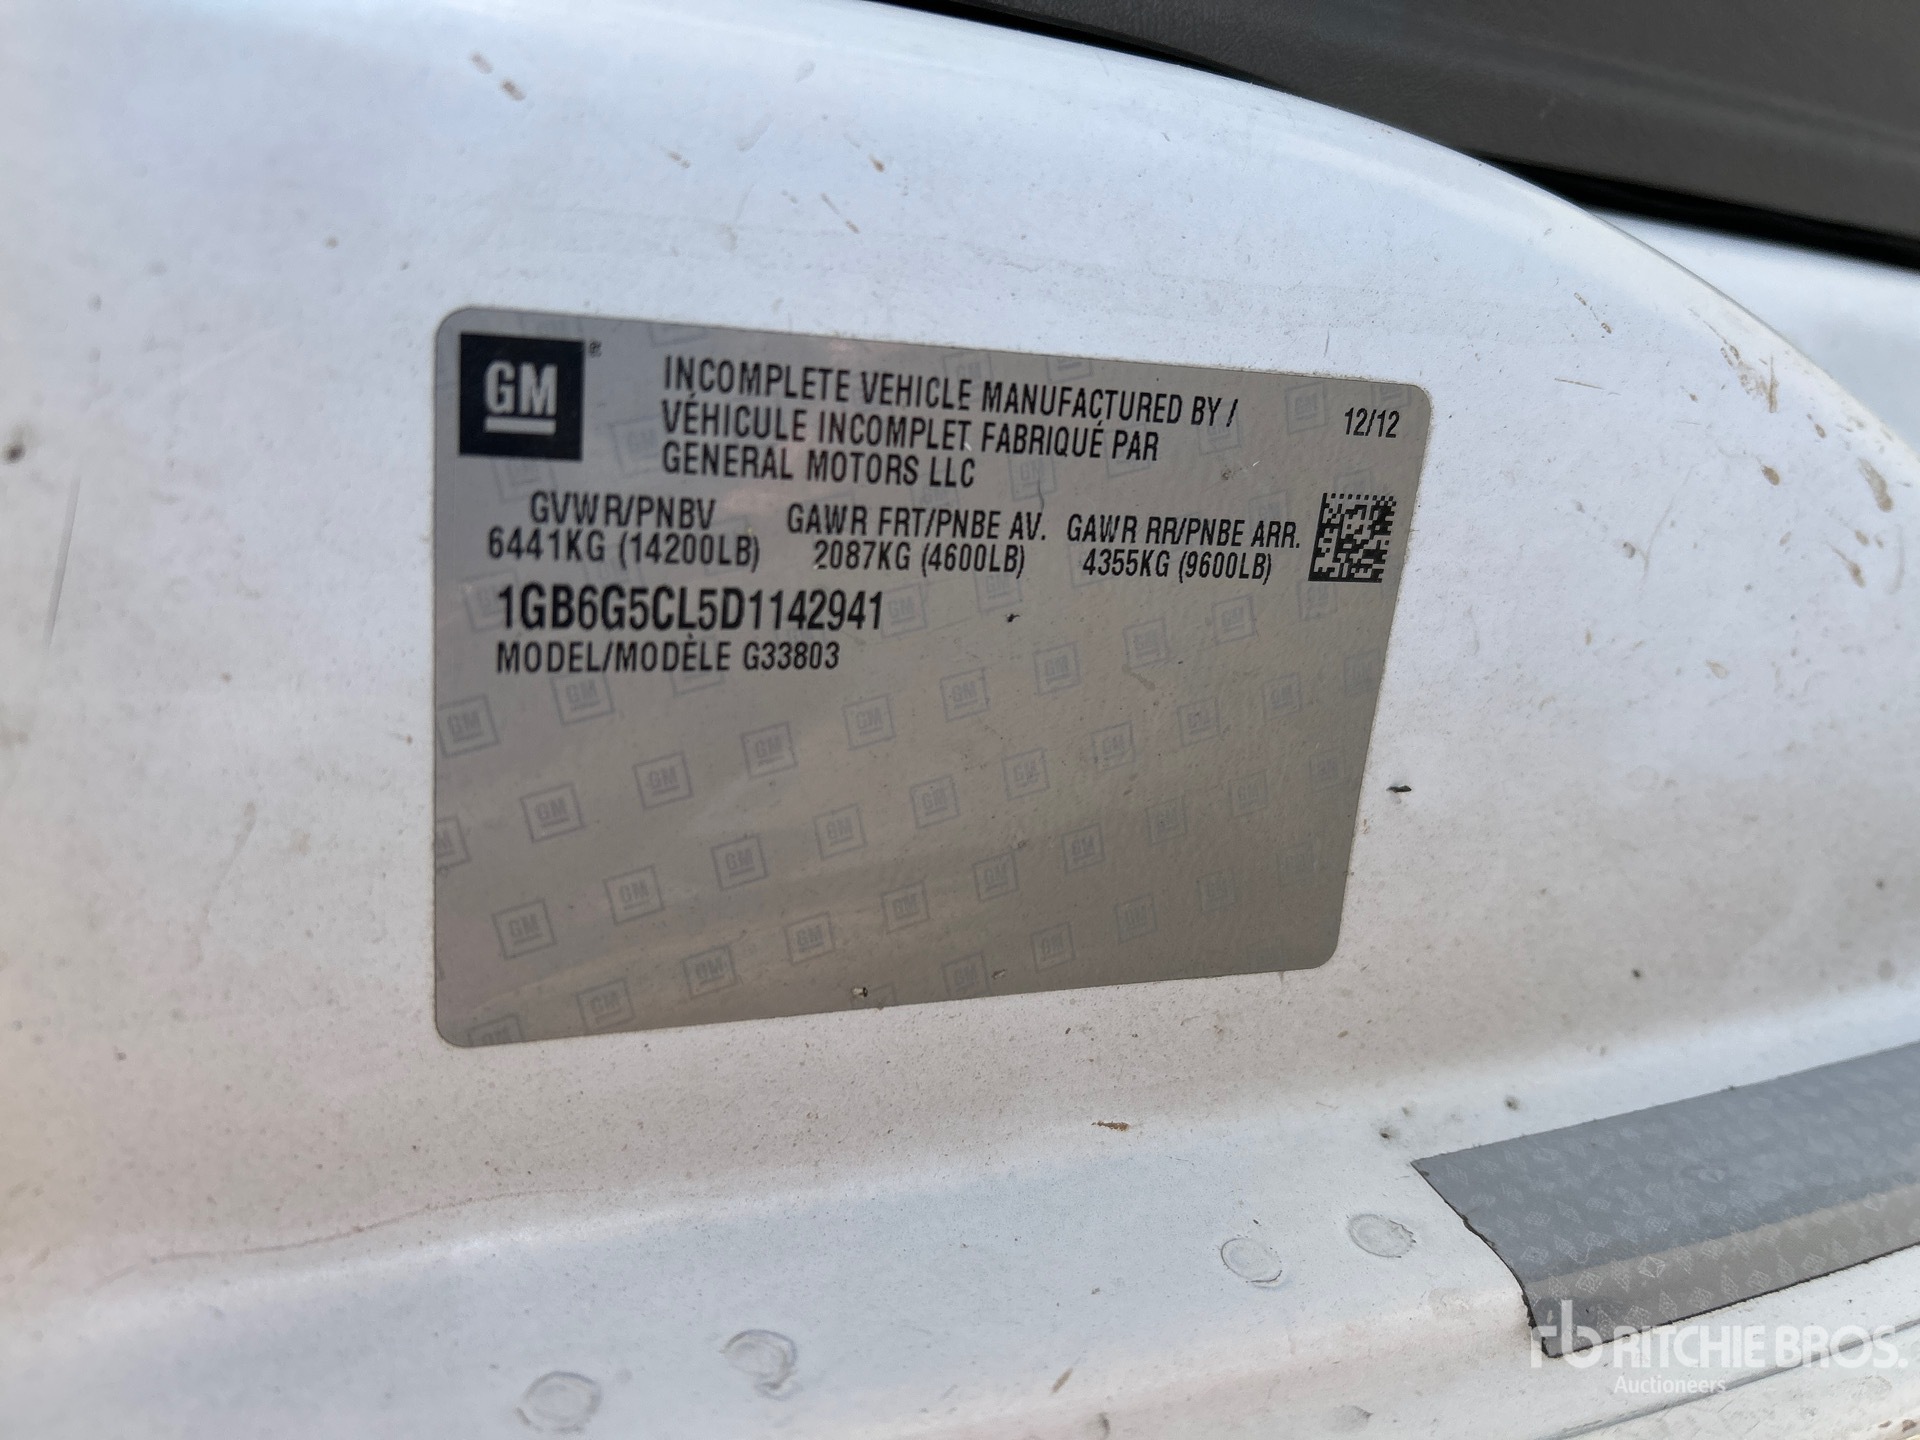 GM®
INCOMPLETE VEHICLE MANUFACTURED BY /
VÉHICULE INCOMPLET FABRIQUÉ PAR
GENERAL MOTORS LLC
12/12
GVWR/PNBV GAWR FRT/PNBE AV. GAWR RR/PNBE ARR.
6441KG (14200LB) 2087KG (4600LB) 4355KG (9600LB)
1GB6G5CL5D1142941
MODEL/MODÈLE G33803
rb RITCHIE BROS.
Auctioneers